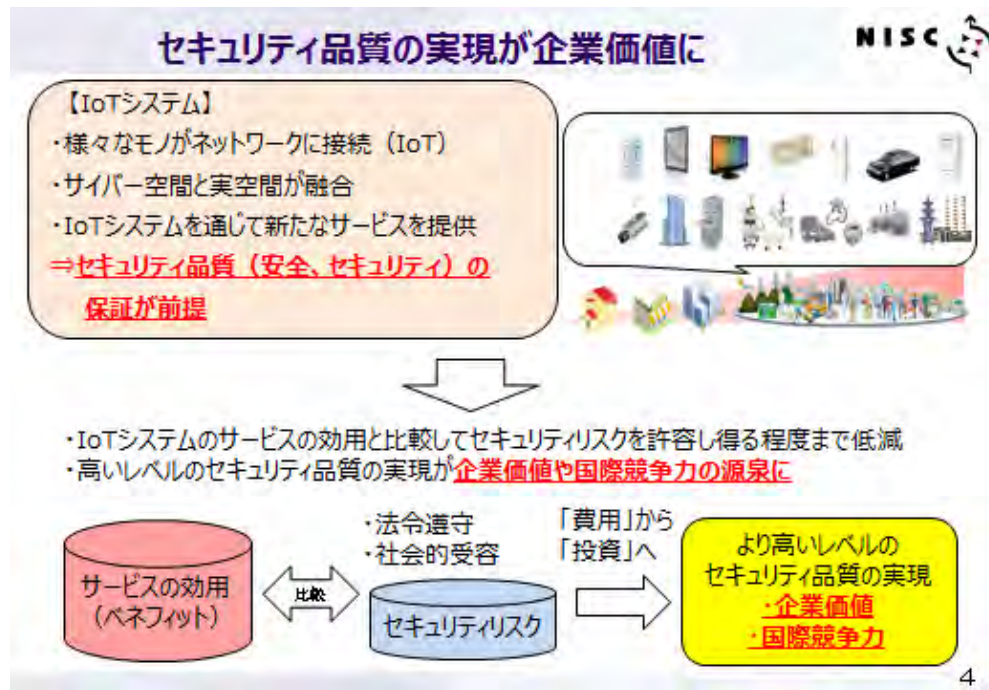 セキュリティ品質の実現が企業価値に
NISC
【IoTシステム】
・様々なモノがネットワークに接続（IoT）
・サイバー空間と実空間が融合
・IoTシステムを通じて新たなサービスを提供
⇒セキュリティ品質（安全、セキュリティ）の
保証が前提
・IoTシステムのサービスの効用と比較してセキュリティリスクを許容し得る程度まで低減
・高いレベルのセキュリティ品質の実現が企業価値や国際競争力の源泉に
サービスの効用
（ベネフィット）
比較
・法令遵守
・社会的受容
セキュリティリスク
「費用」から
「投資」へ
より高いレベルの
セキュリティ品質の実現
・企業価値
・国際競争力
4